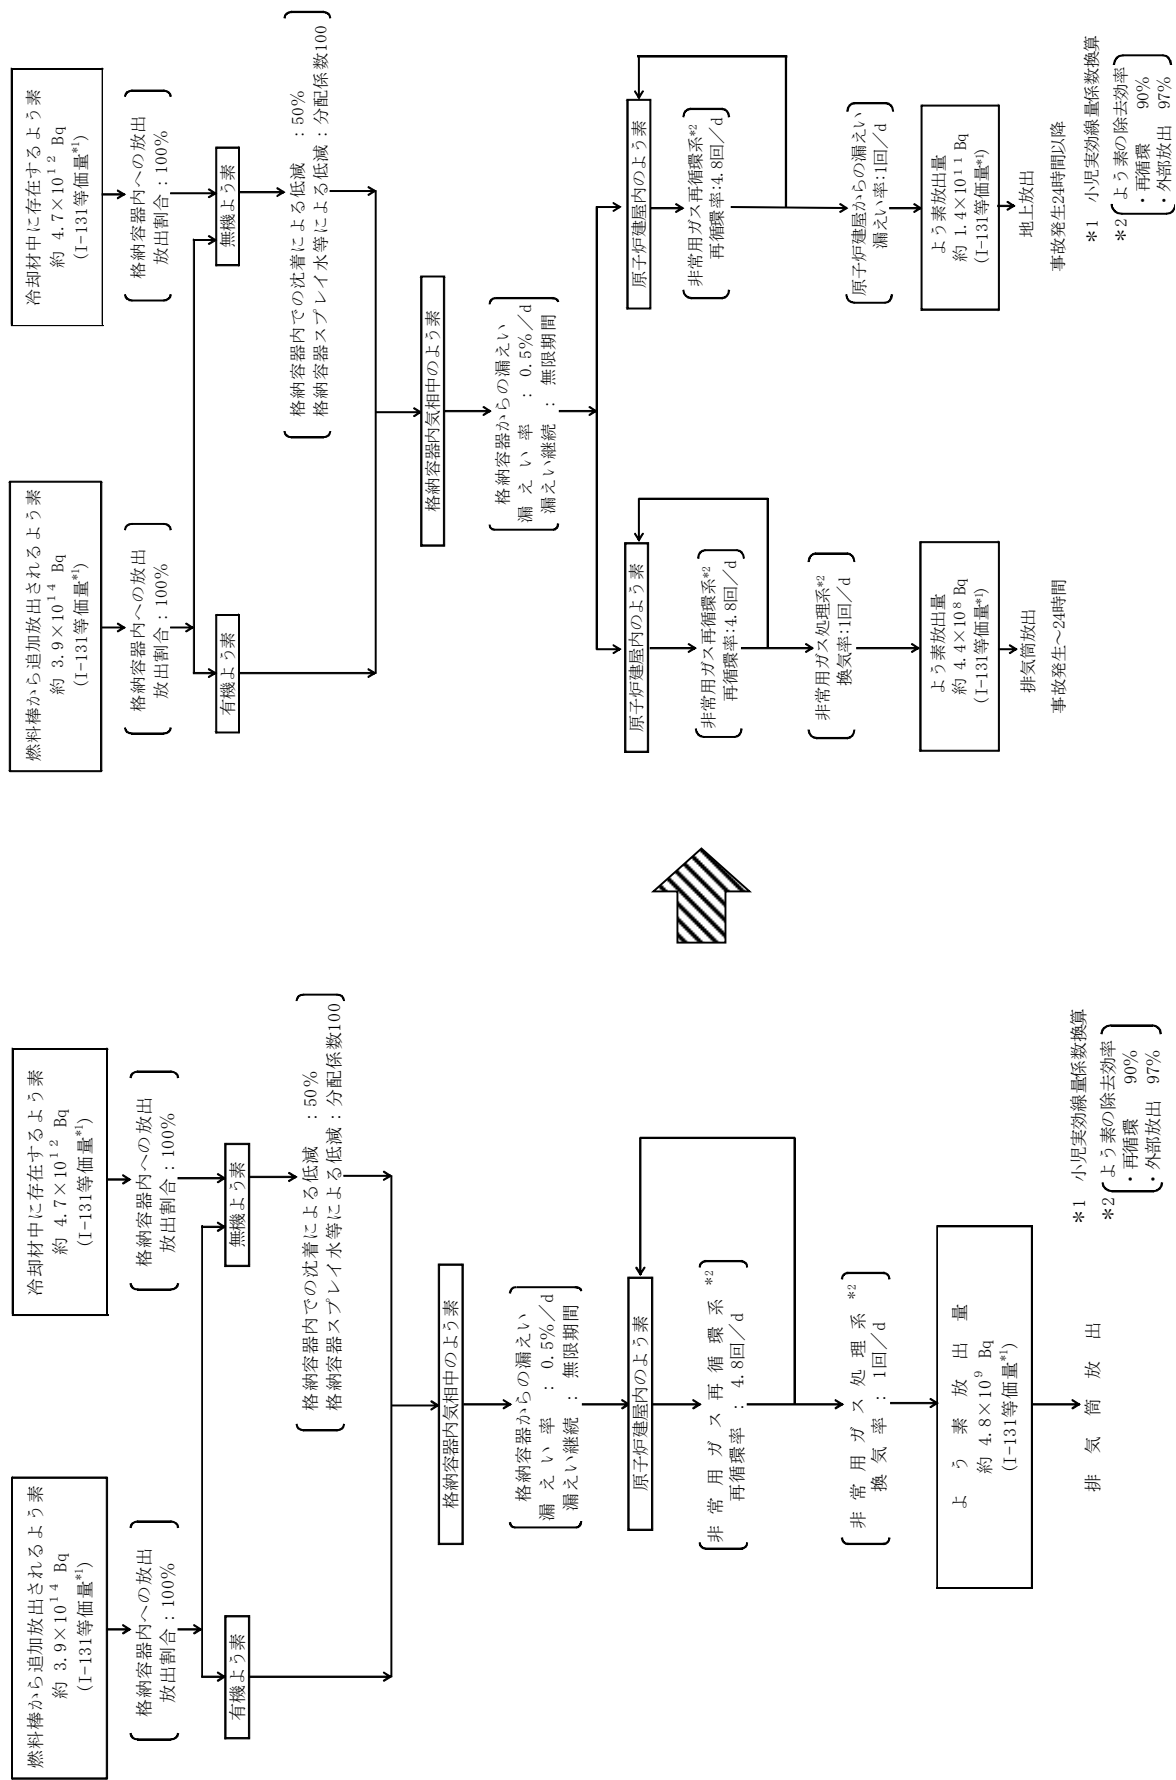 燃料棒から追加放出されるよう素
約 3.9×10¹⁴ Bq
(I-131等価量*1)
冷却材中に存在するよう素
約 4.7×10¹² Bq
(I-131等価量*1)
格納容器内への放出
放出割合：100%
格納容器内への放出
放出割合：100%
有機よう素
無機よう素
格納容器内での沈着による低減　：50%
格納容器スプレイ水等による低減：分配係数100
格納容器内気相中のよう素
格納容器からの漏えい
漏えい率 ： 0.5%／d
漏えい継続 ： 無限期間
原子炉建屋内のよう素
非常用ガス再循環系*2
再循環率 ： 4.8回／d
非常用ガス処理系*2
換気率 ： 1回／d
よう素放出量
約 4.8×10⁹ Bq
(I-131等価量*1)
排気筒放出
*1 小児実効線量係数換算
*2 よう素の除去効率
・再循環　　90%
・外部放出　97%
燃料棒から追加放出されるよう素
約 3.9×10¹⁴ Bq
(I-131等価量*1)
冷却材中に存在するよう素
約 4.7×10¹² Bq
(I-131等価量*1)
格納容器内への放出
放出割合：100%
格納容器内への放出
放出割合：100%
有機よう素
無機よう素
格納容器内での沈着による低減　：50%
格納容器スプレイ水等による低減：分配係数100
格納容器内気相中のよう素
格納容器からの漏えい
漏えい率 ： 0.5%／d
漏えい継続 ： 無限期間
原子炉建屋内のよう素
非常用ガス再循環系*2
再循環率:4.8回／d
非常用ガス処理系*2
換気率:1回／d
よう素放出量
約 4.4×10⁸ Bq
(I-131等価量*1)
排気筒放出
事故発生～24時間
原子炉建屋内のよう素
非常用ガス再循環系*2
再循環率:4.8回／d
原子炉建屋からの漏えい
漏えい率:1回／d
よう素放出量
約 1.4×10¹¹ Bq
(I-131等価量*1)
地上放出
事故発生24時間以降
*1 小児実効線量係数換算
*2 よう素の除去効率
・再循環　　90%
・外部放出　97%